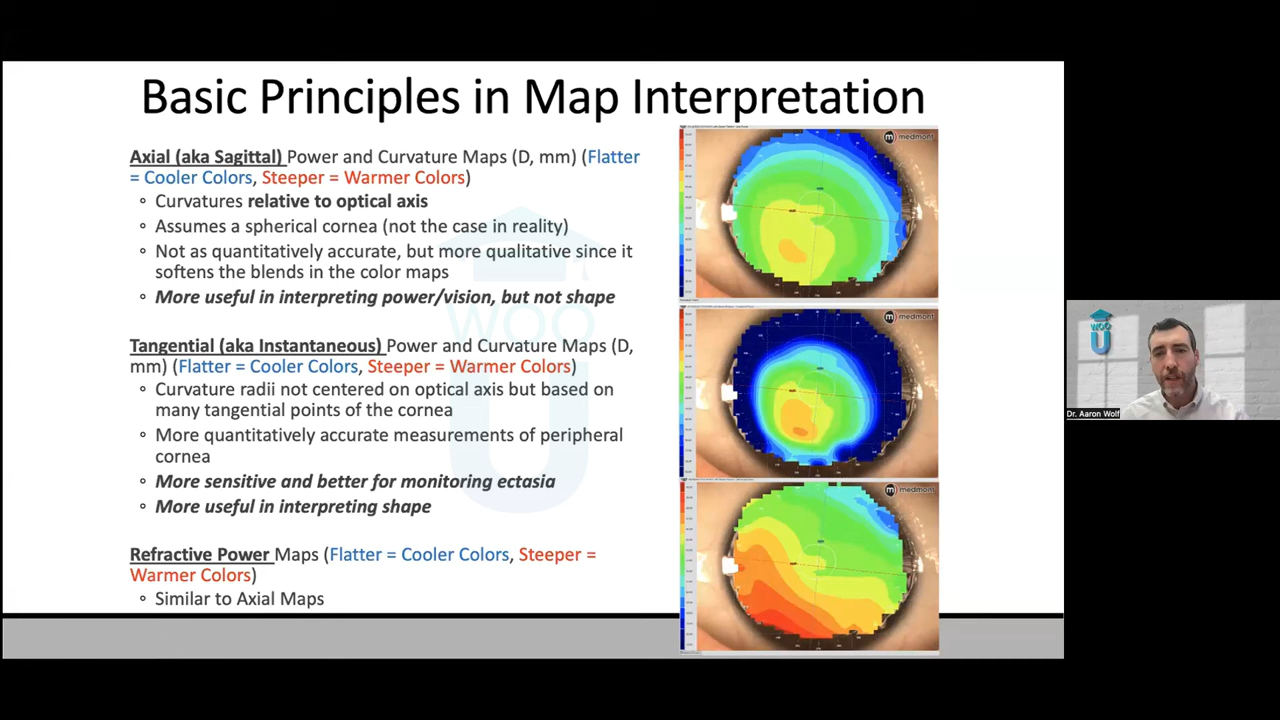 Basic Principles in Map Interpretation
Axial (aka Sagittal) Power and Curvature Maps (D, mm) (Flatter
= Cooler Colors, Steeper = Warmer Colors)
◦ Curvatures relative to optical axis
◦ Assumes a spherical cornea (not the case in reality)
◦ Not as quantitatively accurate, but more qualitative since it
softens the blends in the color maps
◦ More useful in interpreting power/vision, but not shape
Tangential (aka Instantaneous) Power and Curvature Maps (D,
mm) (Flatter = Cooler Colors, Steeper = Warmer Colors)
◦ Curvature radii not centered on optical axis but based on
many tangential points of the cornea
◦ More quantitatively accurate measurements of peripheral
cornea
◦ More sensitive and better for monitoring ectasia
◦ More useful in interpreting shape
Refractive Power Maps (Flatter = Cooler Colors, Steeper =
Warmer Colors)
◦ Similar to Axial Maps
medmont
medmont
medmont
WOO
U
WOO
U
Dr. Aaron Wolf